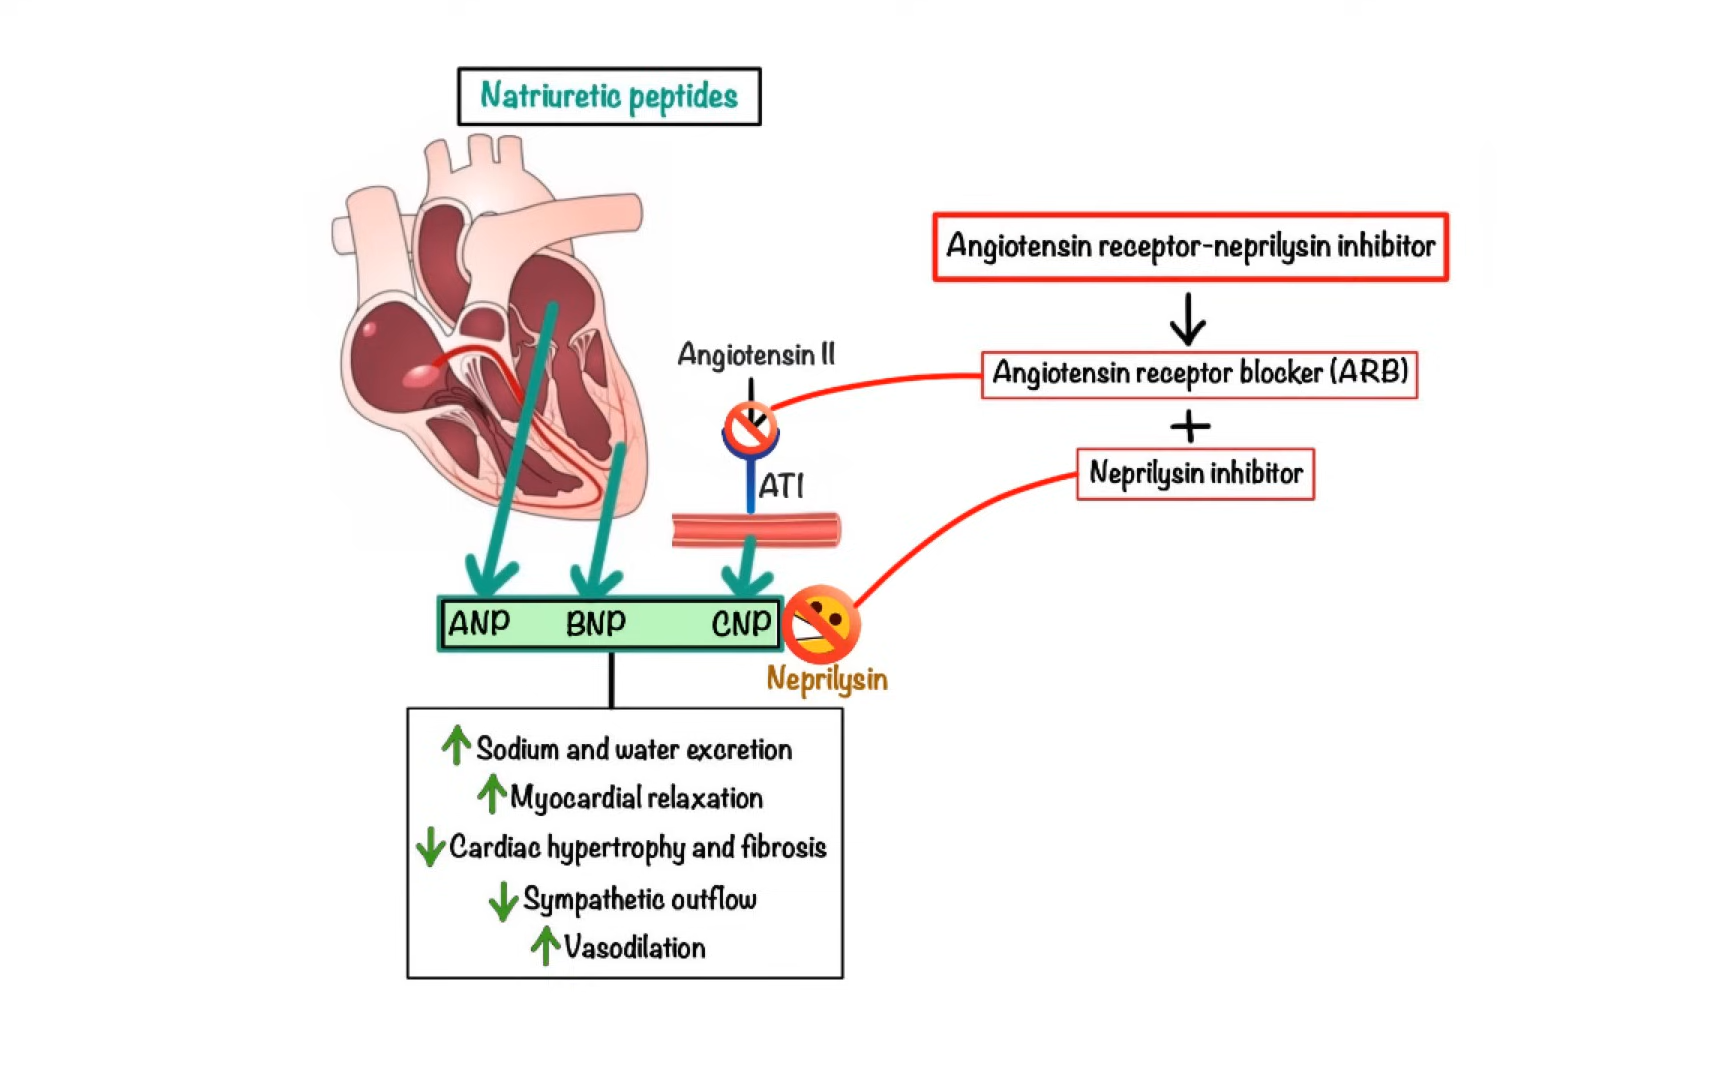 Natriuretic peptides
Angiotensin receptor-neprilysin inhibitor
Angiotensin II
Angiotensin receptor blocker (ARB)
+
Neprilysin inhibitor
AT1
ANP BNP CNP
Neprilysin
↑ Sodium and water excretion
↑ Myocardial relaxation
↓ Cardiac hypertrophy and fibrosis
↓ Sympathetic outflow
↑ Vasodilation